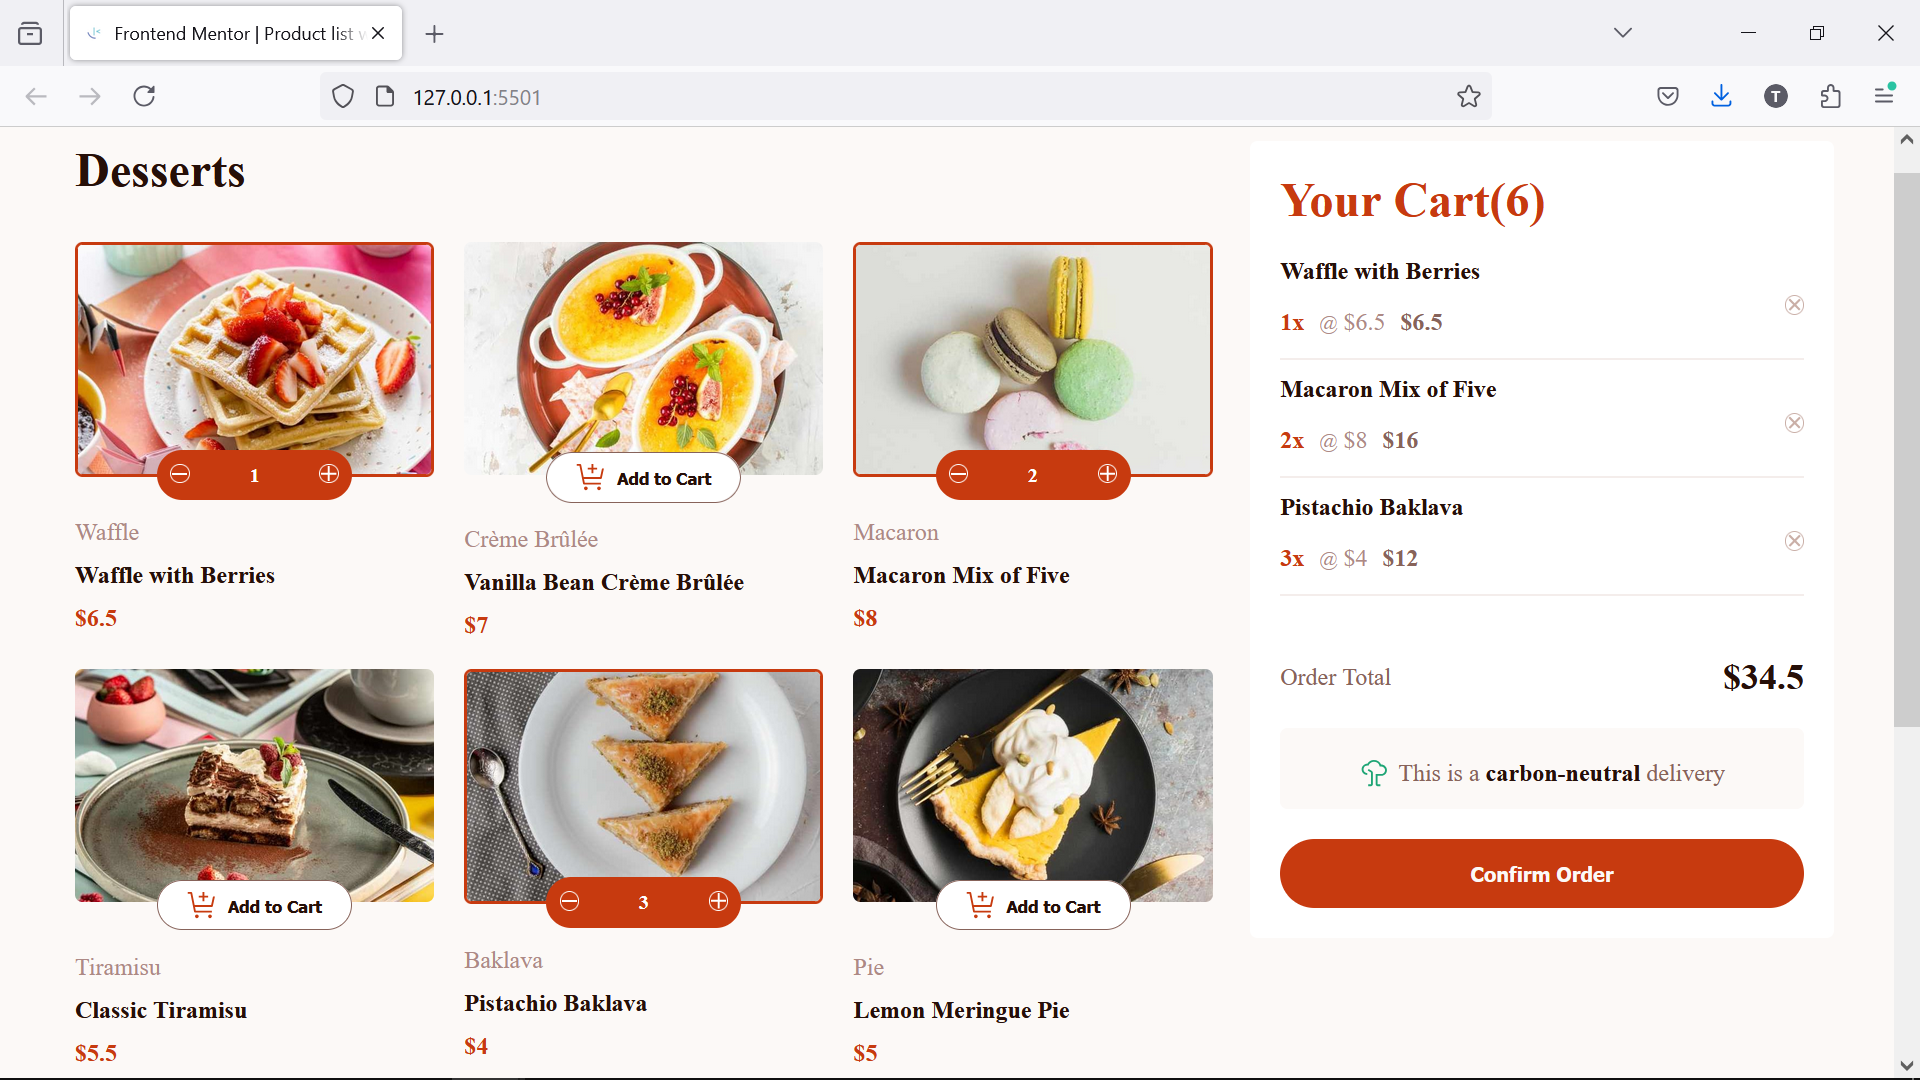 Frontend Mentor | Product list w
127.0.0.1:5501
T
Desserts
1
Waffle
Waffle with Berries
$6.5
Add to Cart
Crème Brûlée
Vanilla Bean Crème Brûlée
$7
2
Macaron
Macaron Mix of Five
$8
Add to Cart
Tiramisu
Classic Tiramisu
$5.5
3
Baklava
Pistachio Baklava
$4
Add to Cart
Pie
Lemon Meringue Pie
$5
Your Cart(6)
Waffle with Berries
1x @ $6.5 $6.5
Macaron Mix of Five
2x @ $8 $16
Pistachio Baklava
3x @ $4 $12
Order Total $34.5
This is a carbon-neutral delivery
Confirm Order